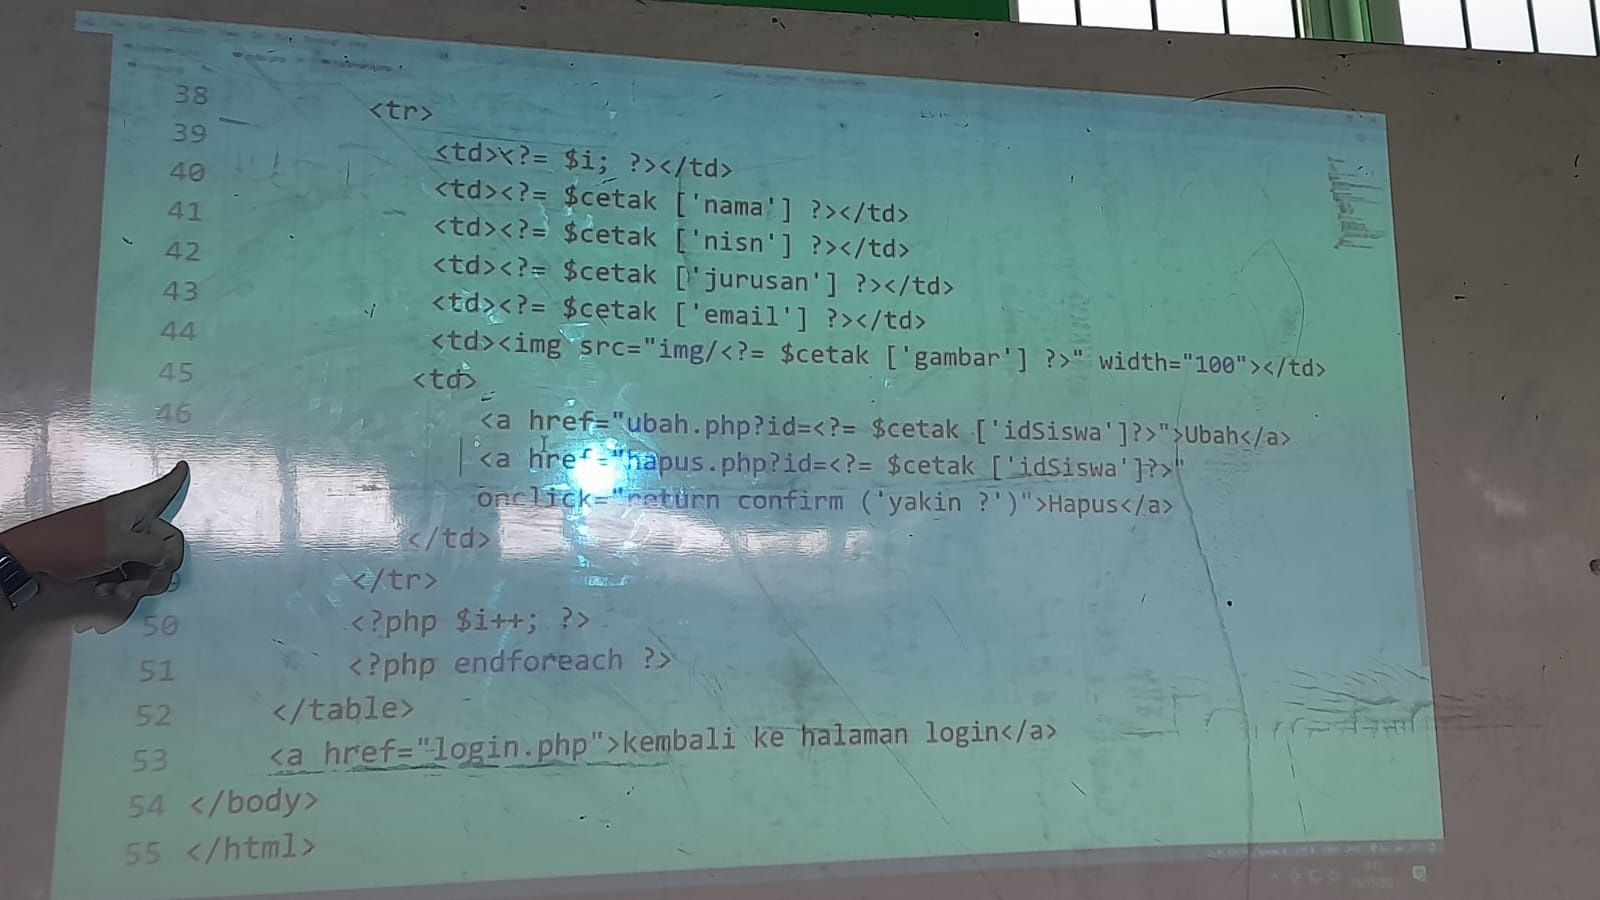 38 <tr>
39 <td><?= $i; ?></td>
40 <td><?= $cetak ['nama'] ?></td>
41 <td><?= $cetak ['nisn'] ?></td>
42 <td><?= $cetak ['jurusan'] ?></td>
43 <td><?= $cetak ['email'] ?></td>
44 <td><img src="img/<?= $cetak ['gambar'] ?>" width="100"></td>
45 <td>
46 <a href="ubah.php?id=<?= $cetak ['idSiswa']?>">Ubah</a>
| <a href="hapus.php?id=<?= $cetak ['idSiswa']?>"
onclick="return confirm ('yakin ?')">Hapus</a>
</td>
</tr>
50 <?php $i++; ?>
51 <?php endforeach ?>
52 </table>
53 <a href="login.php">kembali ke halaman login</a>
54 </body>
55 </html>